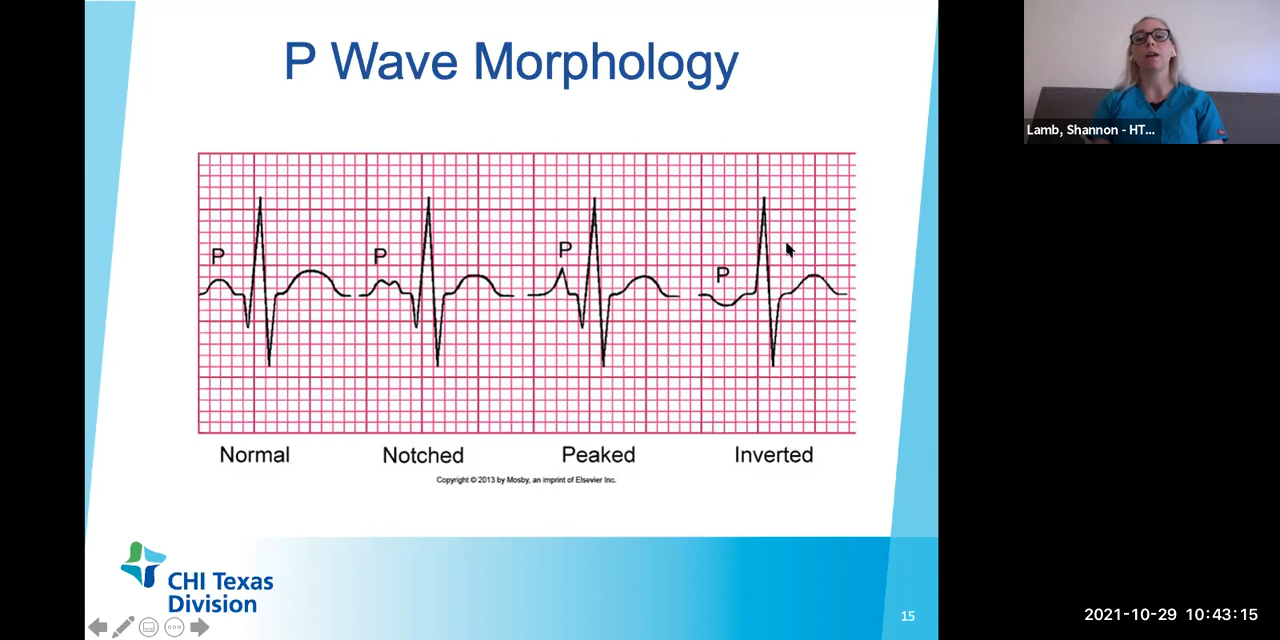 P Wave Morphology
Lamb, Shannon - HT...
P
P
P
P
Normal
Notched
Peaked
Inverted
Copyright © 2013 by Mosby, an imprint of Elsevier Inc.
CHI Texas
Division
15
2021-10-29 10:43:15